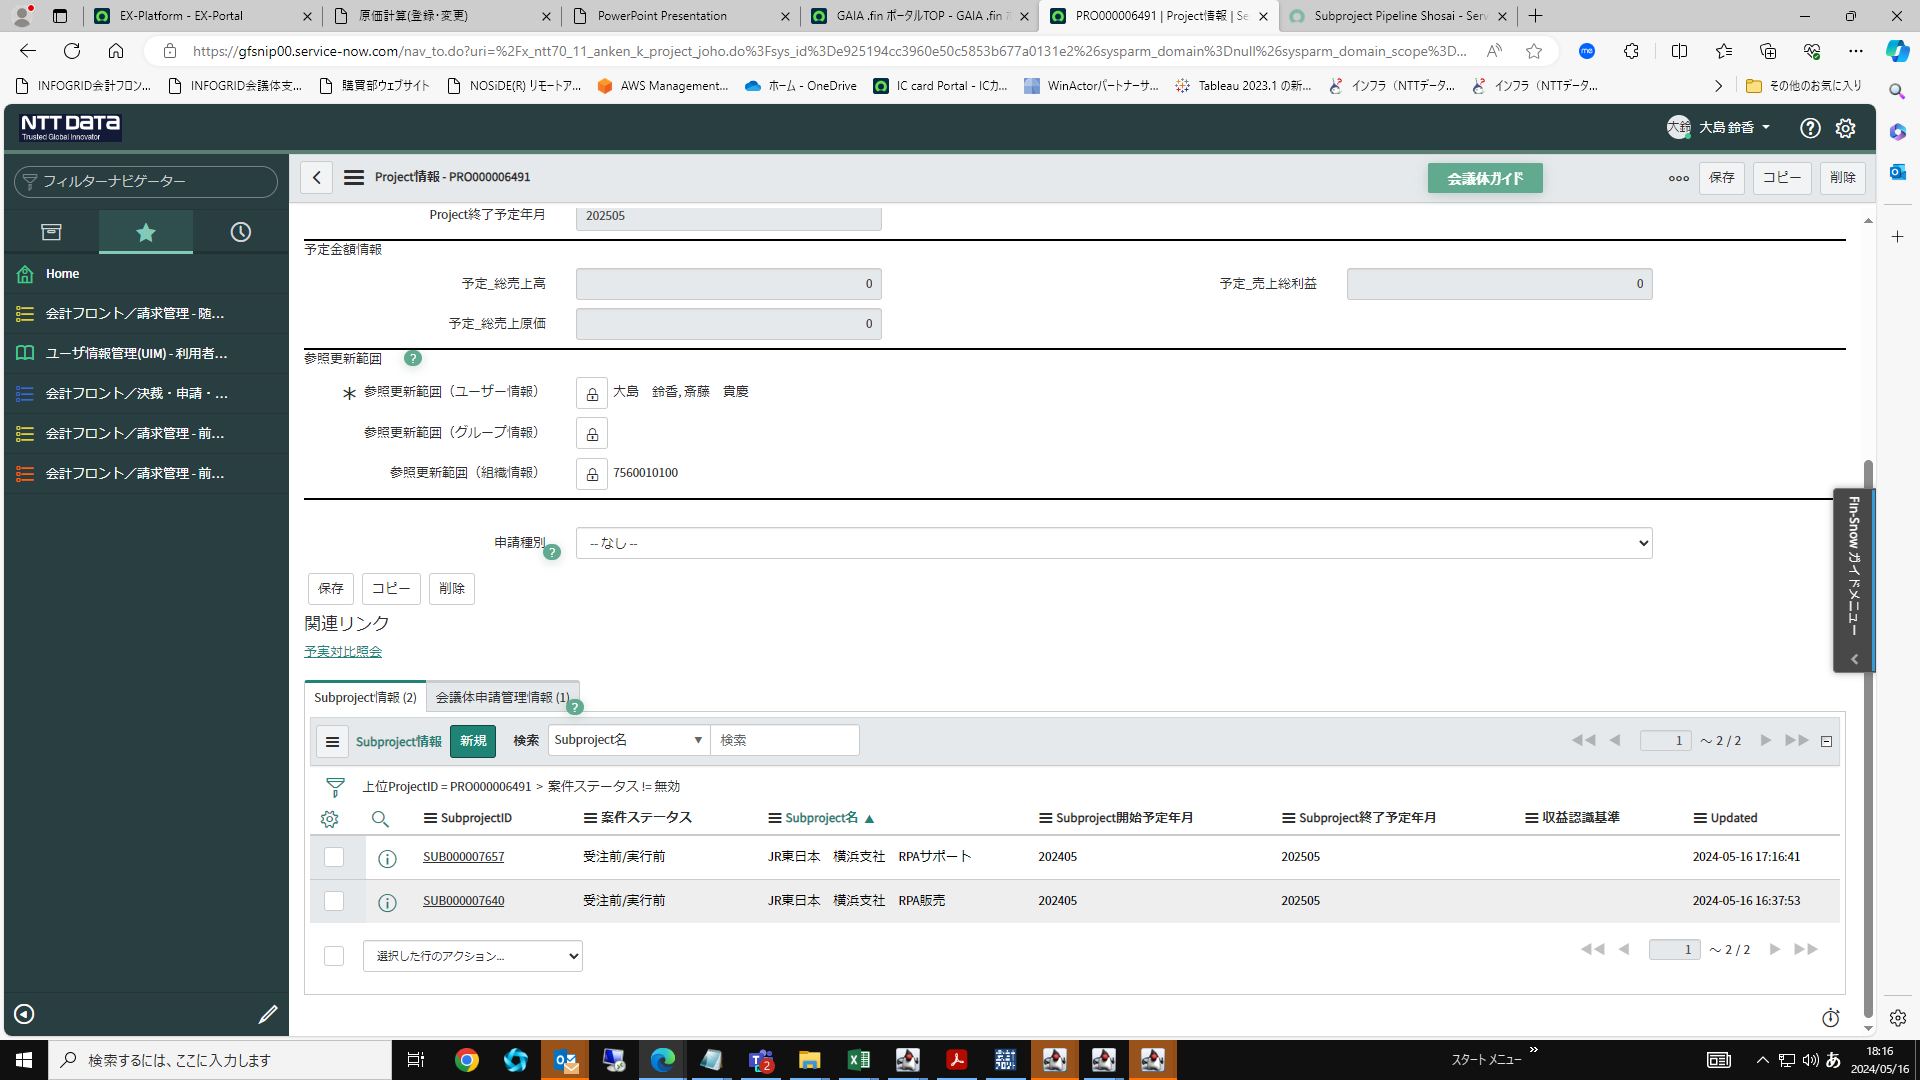 EX-Platform - EX-Portal
原価計算(登録･変更)
PowerPoint Presentation
GAIA .fin ポータルTOP - GAIA .fin
PRO000006491 | Project情報 | Se
Subproject Pipeline Shosai - Serv
https://gfsnip00.service-now.com/nav_to.do?uri=%2Fx_ntt70_11_anken_k_project_joho.do%3Fsys_id%3De925194cc3960e50c5853b677a0131e2%26sysparm_domain%3Dnull%26sysparm_domain_scope%3D...
INFOGRID会計フロン...
INFOGRID会議体支...
購買部ウェブサイト
NOSiDE(R) リモートア...
AWS Management...
ホーム - OneDrive
IC card Portal - ICカ...
WinActorパートナーサ...
Tableau 2023.1 の新...
インフラ（NTTデータ...
インフラ（NTTデータ...
その他のお気に入り
NTT DATA
Trusted Global Innovator
大鈴
大島 鈴香
フィルターナビゲーター
Home
会計フロント／請求管理 - 随...
ユーザ情報管理(UIM) - 利用者...
会計フロント／決裁・申請・...
会計フロント／請求管理 - 前...
会計フロント／請求管理 - 前...
Project情報 - PRO000006491
会議体ガイド
保存
コピー
削除
Project終了予定年月
202505
予定金額情報
予定_総売上高
0
予定_売上総利益
0
予定_総売上原価
0
参照更新範囲
?
＊ 参照更新範囲（ユーザー情報）
大島　鈴香, 斎藤　貴慶
参照更新範囲（グループ情報）
参照更新範囲（組織情報）
7560010100
申請種別
?
-- なし --
保存
コピー
削除
関連リンク
予実対比照会
Subproject情報 (2)
会議体申請管理情報 (1)
?
Subproject情報
新規
検索
Subproject名
検索
1 ～ 2 / 2
上位ProjectID = PRO000006491 > 案件ステータス != 無効
SubprojectID
案件ステータス
Subproject名 ▲
Subproject開始予定年月
Subproject終了予定年月
収益認識基準
Updated
SUB000007657
受注前/実行前
JR東日本　横浜支社　RPAサポート
202405
202505
2024-05-16 17:16:41
SUB000007640
受注前/実行前
JR東日本　横浜支社　RPA販売
202405
202505
2024-05-16 16:37:53
選択した行のアクション...
1 ～ 2 / 2
Fin-Snow ガイドメニュー
検索するには、ここに入力します
2
スタート メニュー
»
あ
18:16
2024/05/16